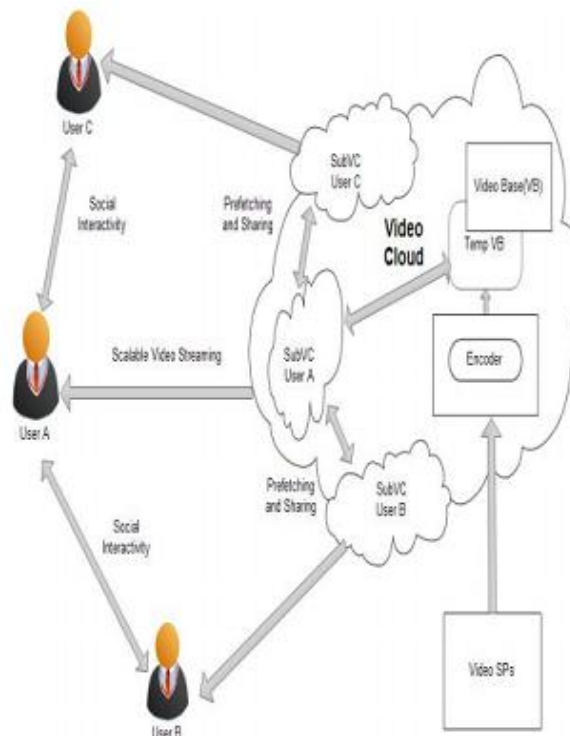 User C
SubVC
User C
Video Base(VB)
Social
Interactivity
Prefetching
and Sharing
Video
Cloud
Temp VB
Scalable Video Streaming
SubVC
User A
Encoder
User A
Prefetching
and Sharing
SubVC
User B
Social
Interactivity
Video SPs
User B